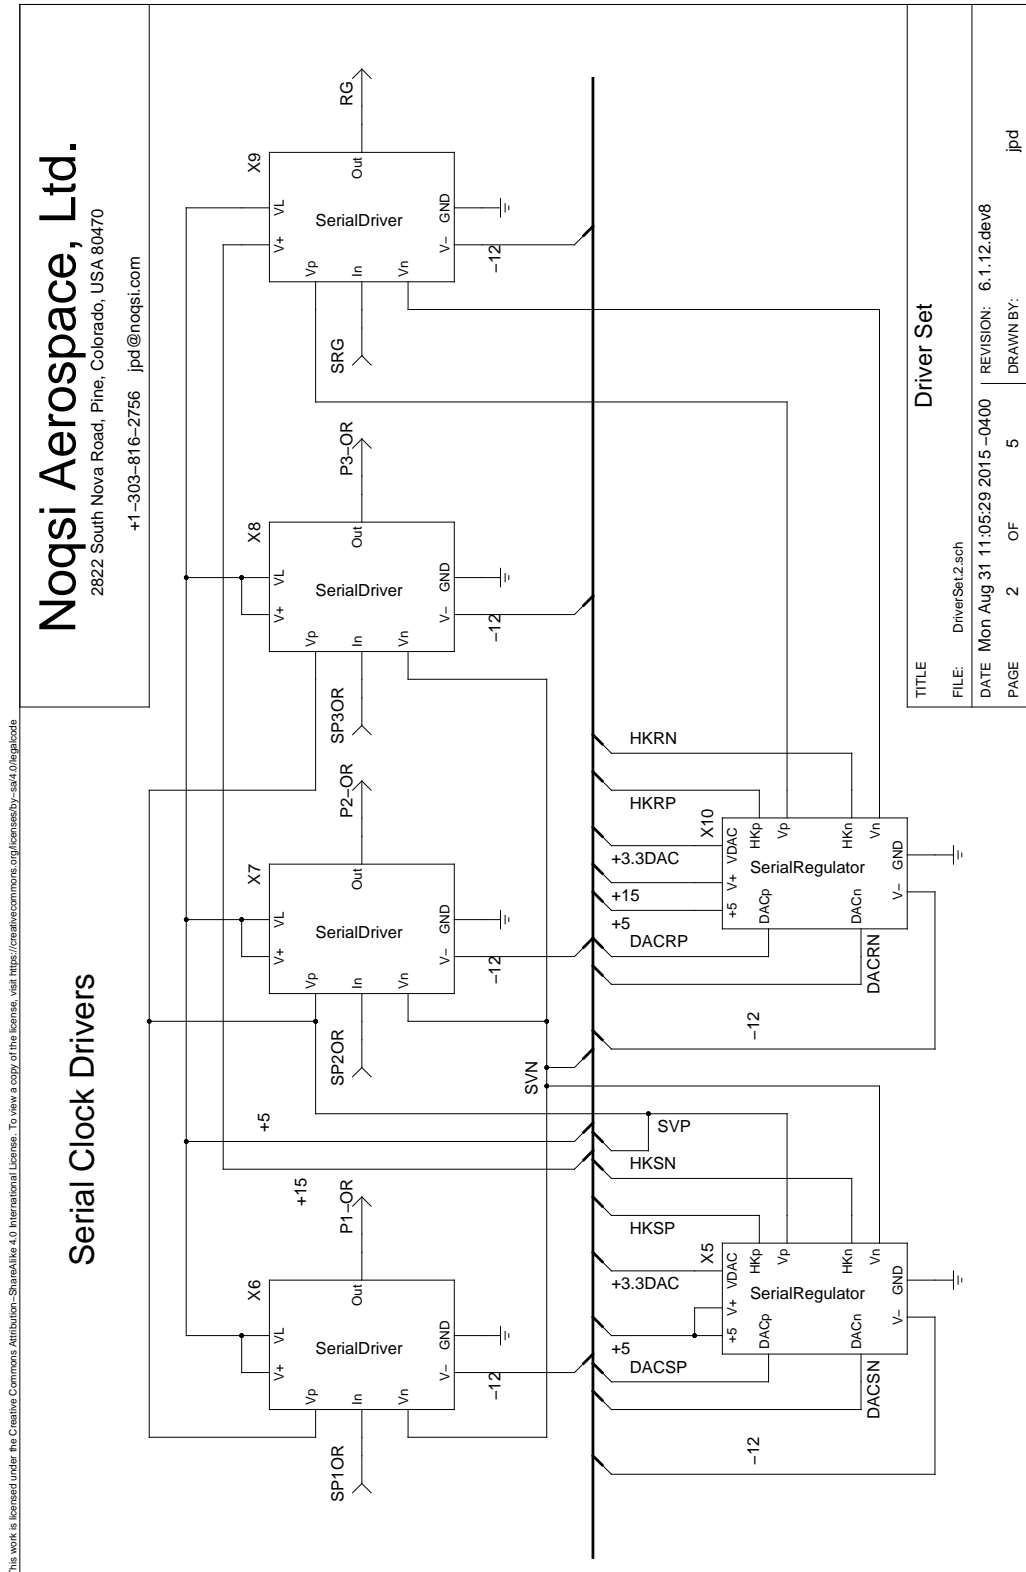 This work is licensed under the Creative Commons Attribution−ShareAlike 4.0 International License. To view a copy of the license, visit https://creativecommons.org/licenses/by−sa/4.0/legalcode
Noqsi Aerospace, Ltd.
2822 South Nova Road, Pine, Colorado, USA 80470
+1−303−816−2756 jpd@noqsi.com
Serial Clock Drivers
+15
+5
X6
V+
VL
Vp
In
Vn
SerialDriver
Out
V−
GND
SP1OR
P1−OR
−12
X7
V+
VL
Vp
In
Vn
SerialDriver
Out
V−
GND
SP2OR
P2−OR
−12
X8
V+
VL
Vp
In
Vn
SerialDriver
Out
V−
GND
SP3OR
P3−OR
−12
X9
V+
VL
Vp
In
Vn
SerialDriver
Out
V−
GND
SRG
RG
−12
SVN
SVP
−12
DACSN
DACSP
+5
+3.3DAC
HKSP
HKSN
X5
+5
V+
VDAC
DACp
DACn
SerialRegulator
HKp
Vp
HKn
Vn
V−
GND
−12
DACRN
DACRP
+5
+15
+3.3DAC
HKRP
HKRN
X10
+5
V+
VDAC
DACp
DACn
SerialRegulator
HKp
Vp
HKn
Vn
V−
GND
TITLE
Driver Set
FILE: DriverSet.2.sch
DATE Mon Aug 31 11:05:29 2015 −0400
REVISION: 6.1.12.dev8
PAGE 2 OF 5
DRAWN BY: jpd